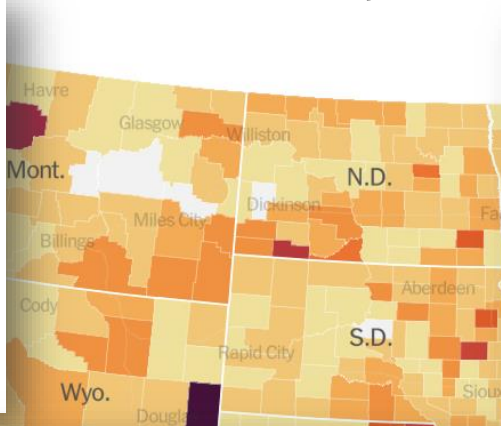 Havre
Glasgow
Williston
Mont.
N.D.
Dickinson
Miles City
Billings
Cody
Aberdeen
S.D.
Rapid City
Wyo.